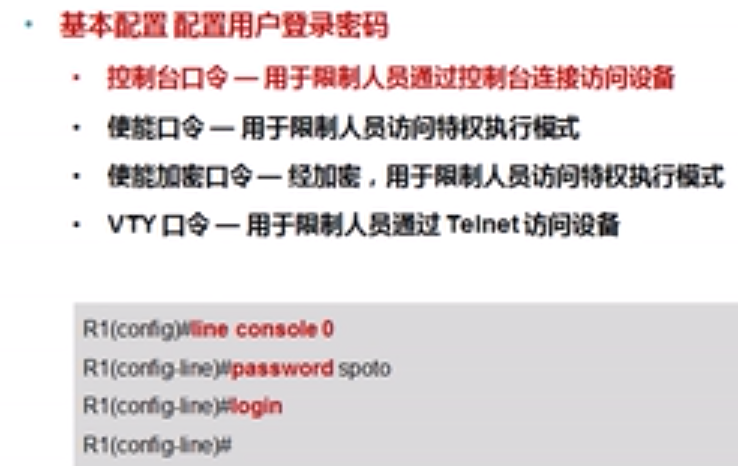 • 基本配置 配置用户登录密码
• 控制台口令 — 用于限制人员通过控制台连接访问设备
• 使能口令 — 用于限制人员访问特权执行模式
• 使能加密口令 — 经加密，用于限制人员访问特权执行模式
• VTY 口令 — 用于限制人员通过 Telnet 访问设备
R1(config)#line console 0
R1(config-line)#password spoto
R1(config-line)#login
R1(config-line)#